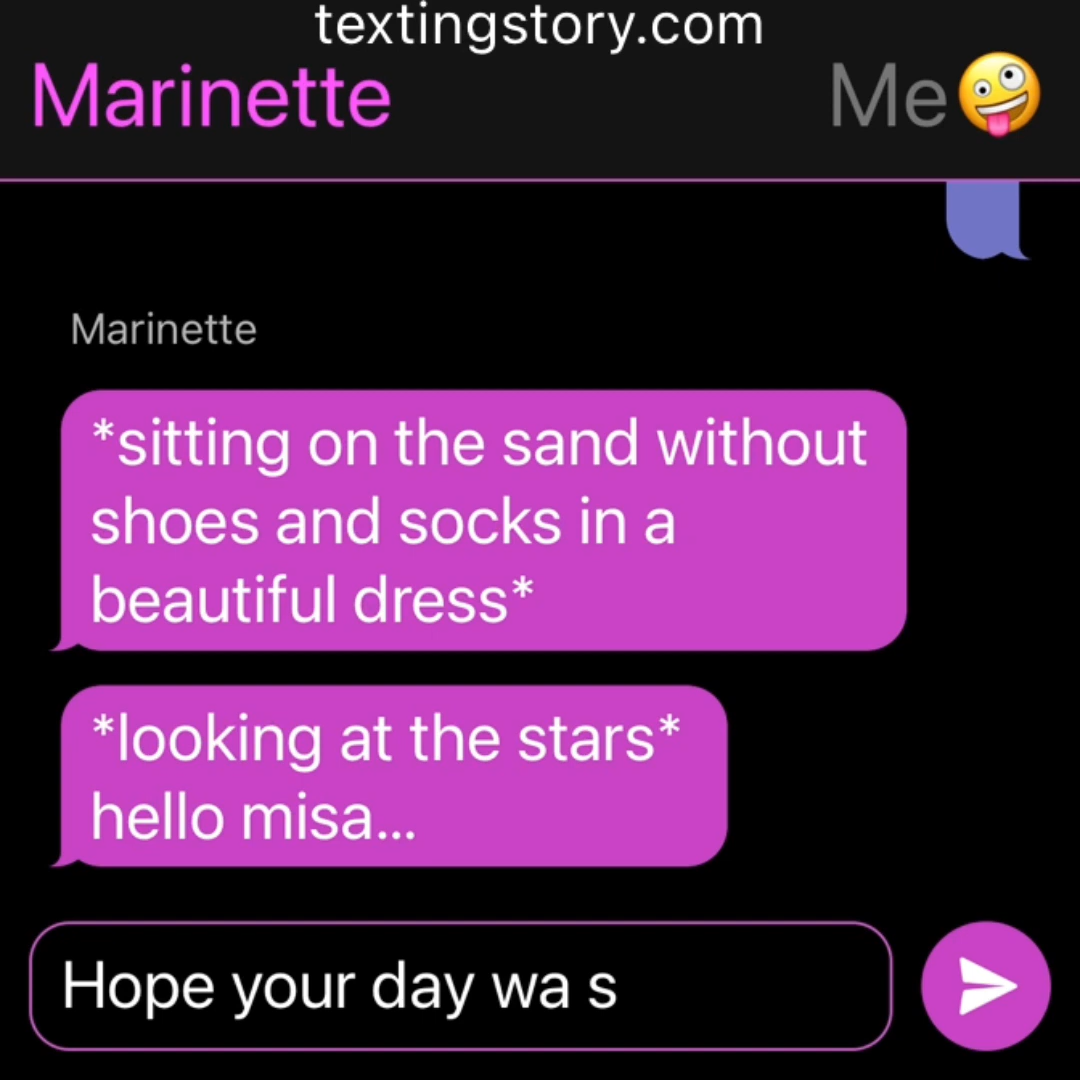 textingstory.com
Marinette Me🤪
Marinette
*sitting on the sand without
shoes and socks in a
beautiful dress*
*looking at the stars*
hello misa...
Hope your day wa s